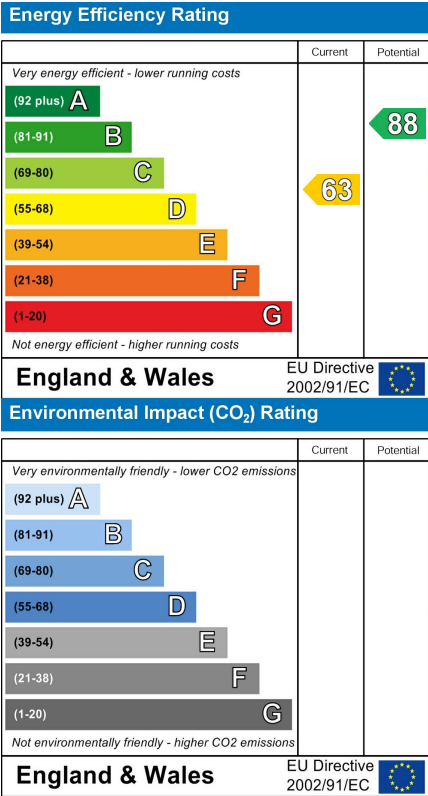 Energy Efficiency Rating
Current Potential
Very energy efficient - lower running costs
(92 plus) A
(81-91) B
88
(69-80) C
63
(55-68) D
(39-54) E
(21-38) F
(1-20) G
Not energy efficient - higher running costs
England & Wales
EU Directive
2002/91/EC
Environmental Impact (CO₂) Rating
Current Potential
Very environmentally friendly - lower CO2 emissions
(92 plus) A
(81-91) B
(69-80) C
(55-68) D
(39-54) E
(21-38) F
(1-20) G
Not environmentally friendly - higher CO2 emissions
England & Wales
EU Directive
2002/91/EC